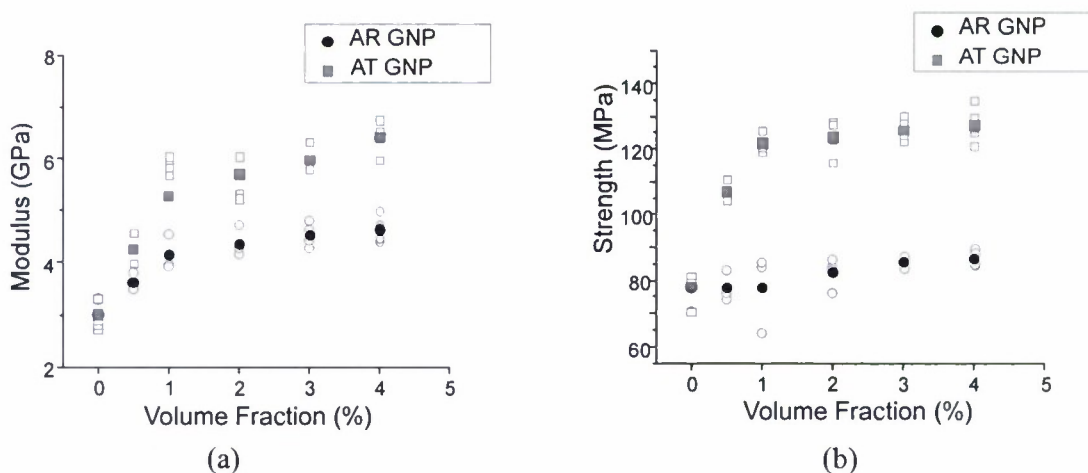 AR GNP
AT GNP
8
6
4
2
Modulus (GPa)
0 1 2 3 4 5
Volume Fraction (%)
(a)
AR GNP
AT GNP
140
120
100
80
60
Strength (MPa)
0 1 2 3 4 5
Volume Fraction (%)
(b)